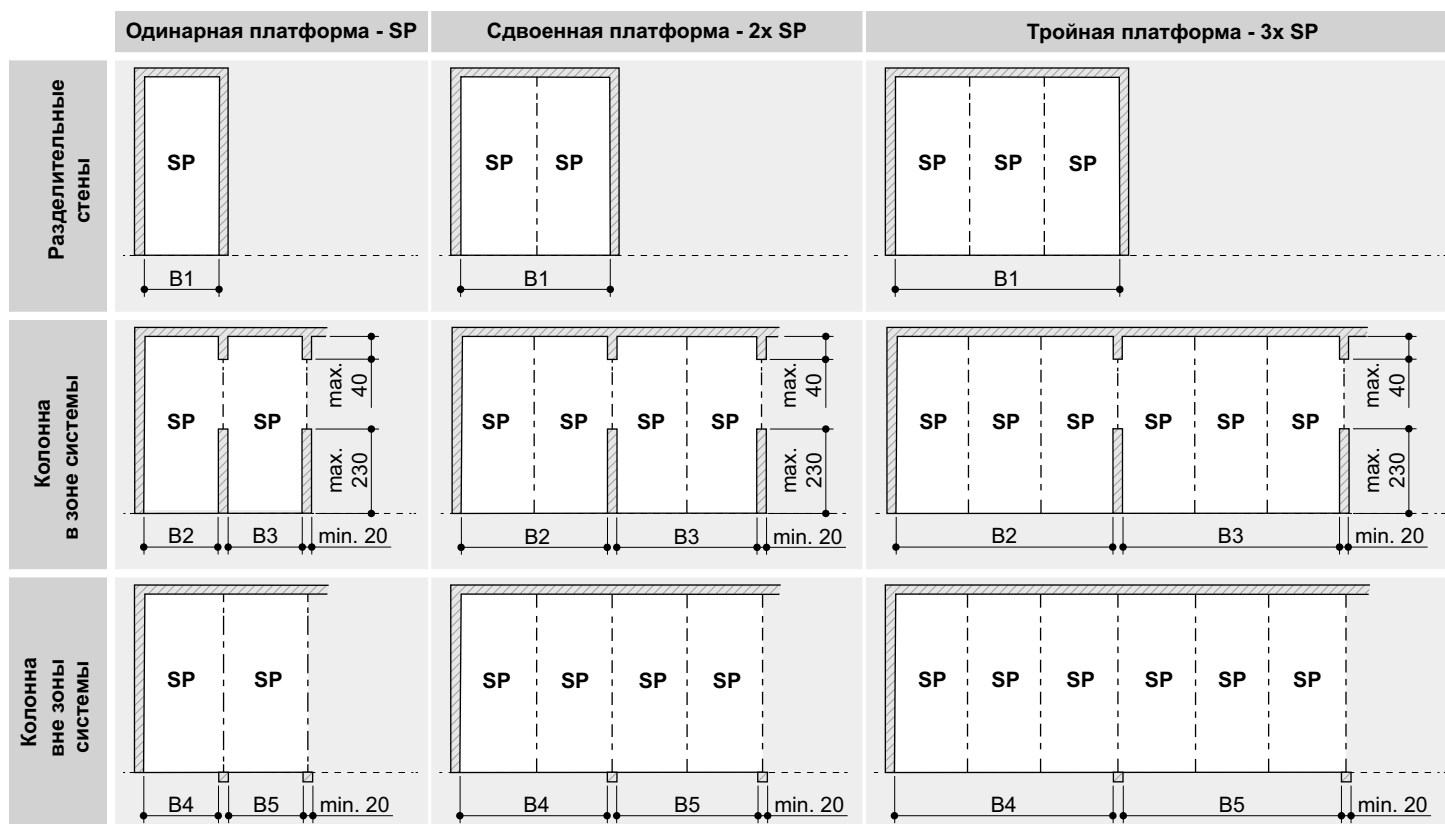 Одинарная платформа - SP
Сдвоенная платформа - 2x SP
Тройная платформа - 3x SP
Разделительные
стены
SP
B1
SP SP
B1
SP SP SP
B1
Колонна
в зоне системы
SP SP
max.
40
max.
230
B2 B3 min. 20
SP SP SP SP
max.
40
max.
230
B2 B3 min. 20
SP SP SP SP SP SP
max.
40
max.
230
B2 B3 min. 20
Колонна
вне зоны
системы
SP SP
B4 B5 min. 20
SP SP SP SP
B4 B5 min. 20
SP SP SP SP SP SP
B4 B5 min. 20